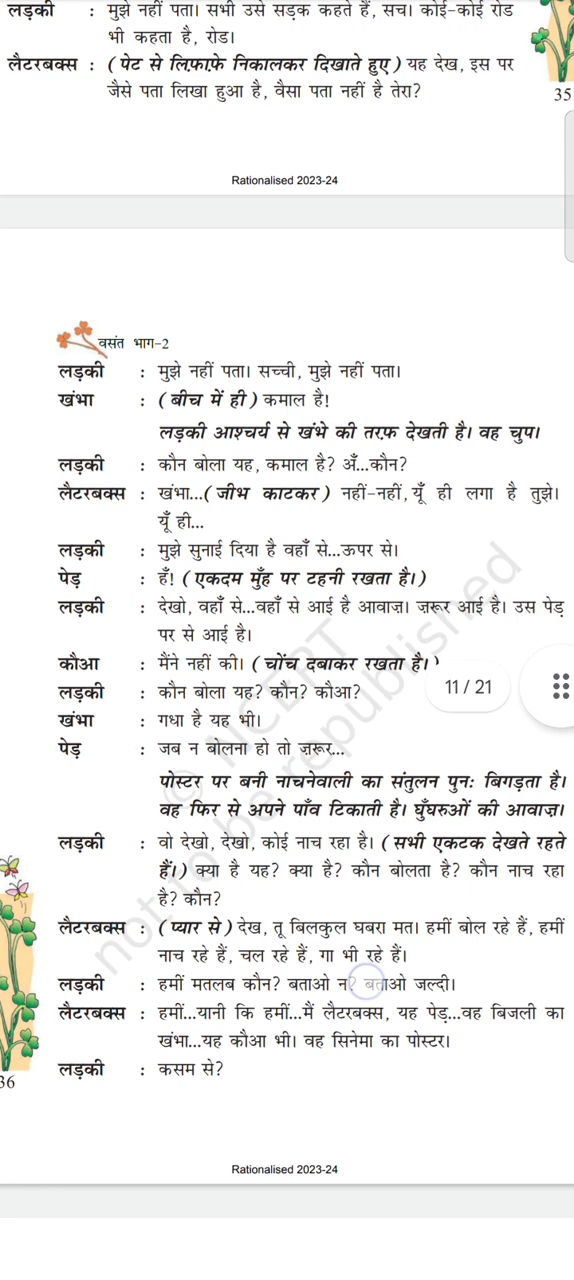 लड़की : मुझे नहीं पता। सभी उसे सड़क कहते हैं, सच। कोई-कोई रोड
भी कहता है, रोड।
लैटरबक्स : (पेट से लिफ़ाफ़े निकालकर दिखाते हुए) यह देख, इस पर
जैसे पता लिखा हुआ है, वैसा पता नहीं है तेरा?
35
Rationalised 2023-24
वसंत भाग-2
लड़की : मुझे नहीं पता। सच्ची, मुझे नहीं पता।
खंभा : (बीच में ही) कमाल है!
लड़की आश्चर्य से खंभे की तरफ़ देखती है। वह चुप।
लड़की : कौन बोला यह, कमाल है? अँ...कौन?
लैटरबक्स : खंभा...(जीभ काटकर) नहीं-नहीं, यूँ ही लगा है तुझे।
यूँ ही...
लड़की : मुझे सुनाई दिया है वहाँ से...ऊपर से।
पेड़ : हँ! (एकदम मुँह पर टहनी रखता है।)
लड़की : देखो, वहाँ से...वहाँ से आई है आवाज़। ज़रूर आई है। उस पेड़
पर से आई है।
कौआ : मैंने नहीं की। (चोंच दबाकर रखता है।)
लड़की : कौन बोला यह? कौन? कौआ?
11 / 21
खंभा : गधा है यह भी।
पेड़ : जब न बोलना हो तो ज़रूर...
पोस्टर पर बनी नाचनेवाली का संतुलन पुनः बिगड़ता है।
वह फिर से अपने पाँव टिकाती है। घुँघरुओं की आवाज़।
लड़की : वो देखो, देखो, कोई नाच रहा है। (सभी एकटक देखते रहते
हैं।) क्या है यह? क्या है? कौन बोलता है? कौन नाच रहा
है? कौन?
लैटरबक्स : (प्यार से) देख, तू बिलकुल घबरा मत। हमीं बोल रहे हैं, हमीं
नाच रहे हैं, चल रहे हैं, गा भी रहे हैं।
लड़की : हमीं मतलब कौन? बताओ न? बताओ जल्दी।
लैटरबक्स : हमीं...यानी कि हमीं...मैं लैटरबक्स, यह पेड़...वह बिजली का
खंभा...यह कौआ भी। वह सिनेमा का पोस्टर।
लड़की : कसम से?
36
Rationalised 2023-24
© NCERT
not to be republished